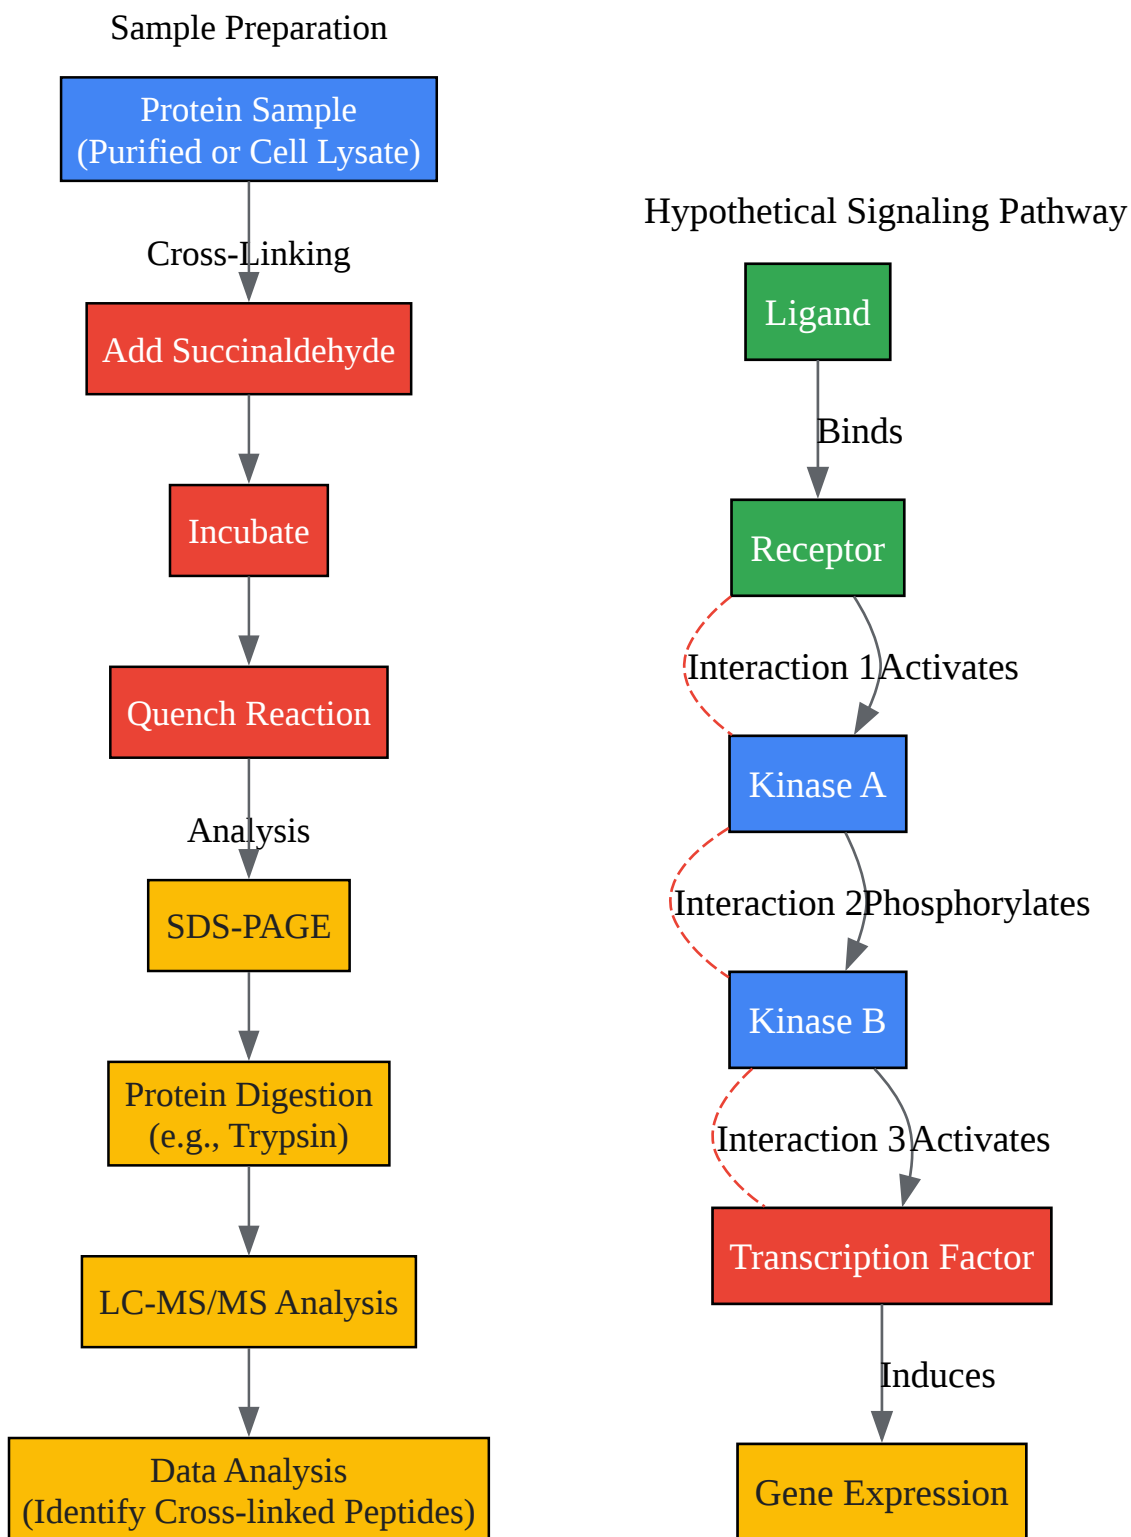 Sample Preparation
Protein Sample
(Purified or Cell Lysate)
Cross-Linking
Add Succinaldehyde
Incubate
Quench Reaction
Analysis
SDS-PAGE
Protein Digestion
(e.g., Trypsin)
LC-MS/MS Analysis
Data Analysis
(Identify Cross-linked Peptides)
Hypothetical Signaling Pathway
Ligand
Binds
Receptor
Interaction 1 Activates
Kinase A
Interaction 2 Phosphorylates
Kinase B
Interaction 3 Activates
Transcription Factor
Induces
Gene Expression